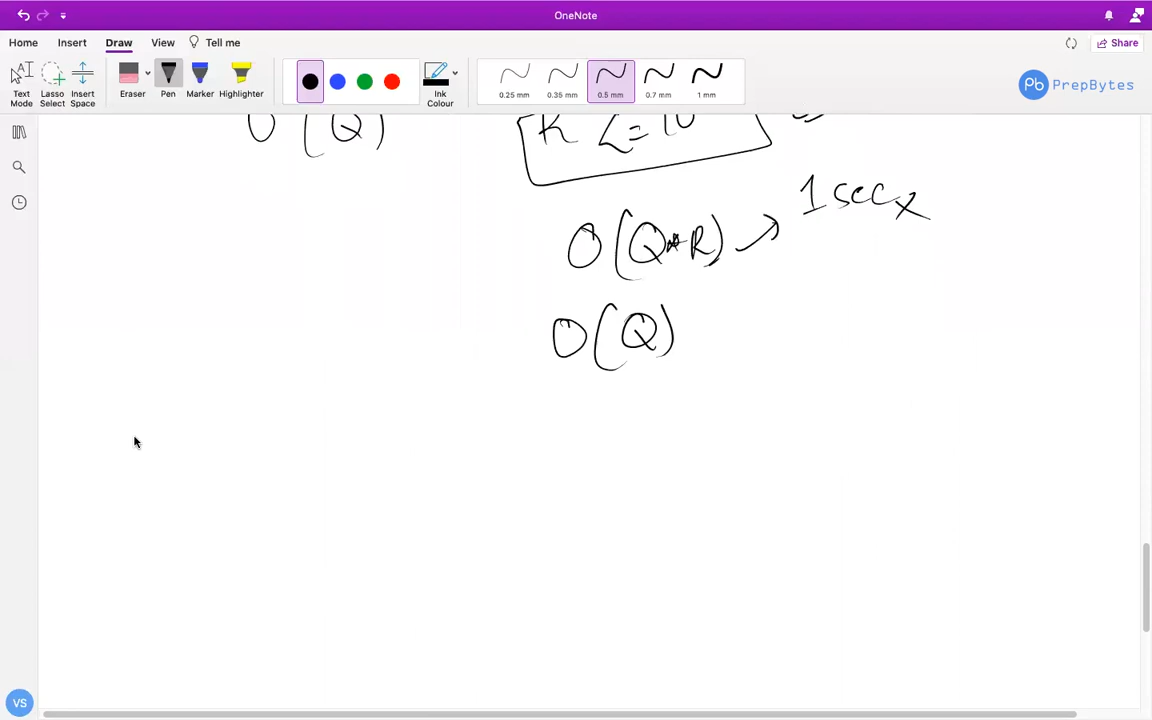 OneNote
Home Insert Draw View Tell me
Share
Text Mode
Lasso Select
Insert Space
Eraser
Pen
Marker
Highlighter
Ink Colour
0.25 mm
0.35 mm
0.5 mm
0.7 mm
1 mm
Pb PrepBytes
O(Q)
O(Q*R) → 1 sec x
O(Q)
VS